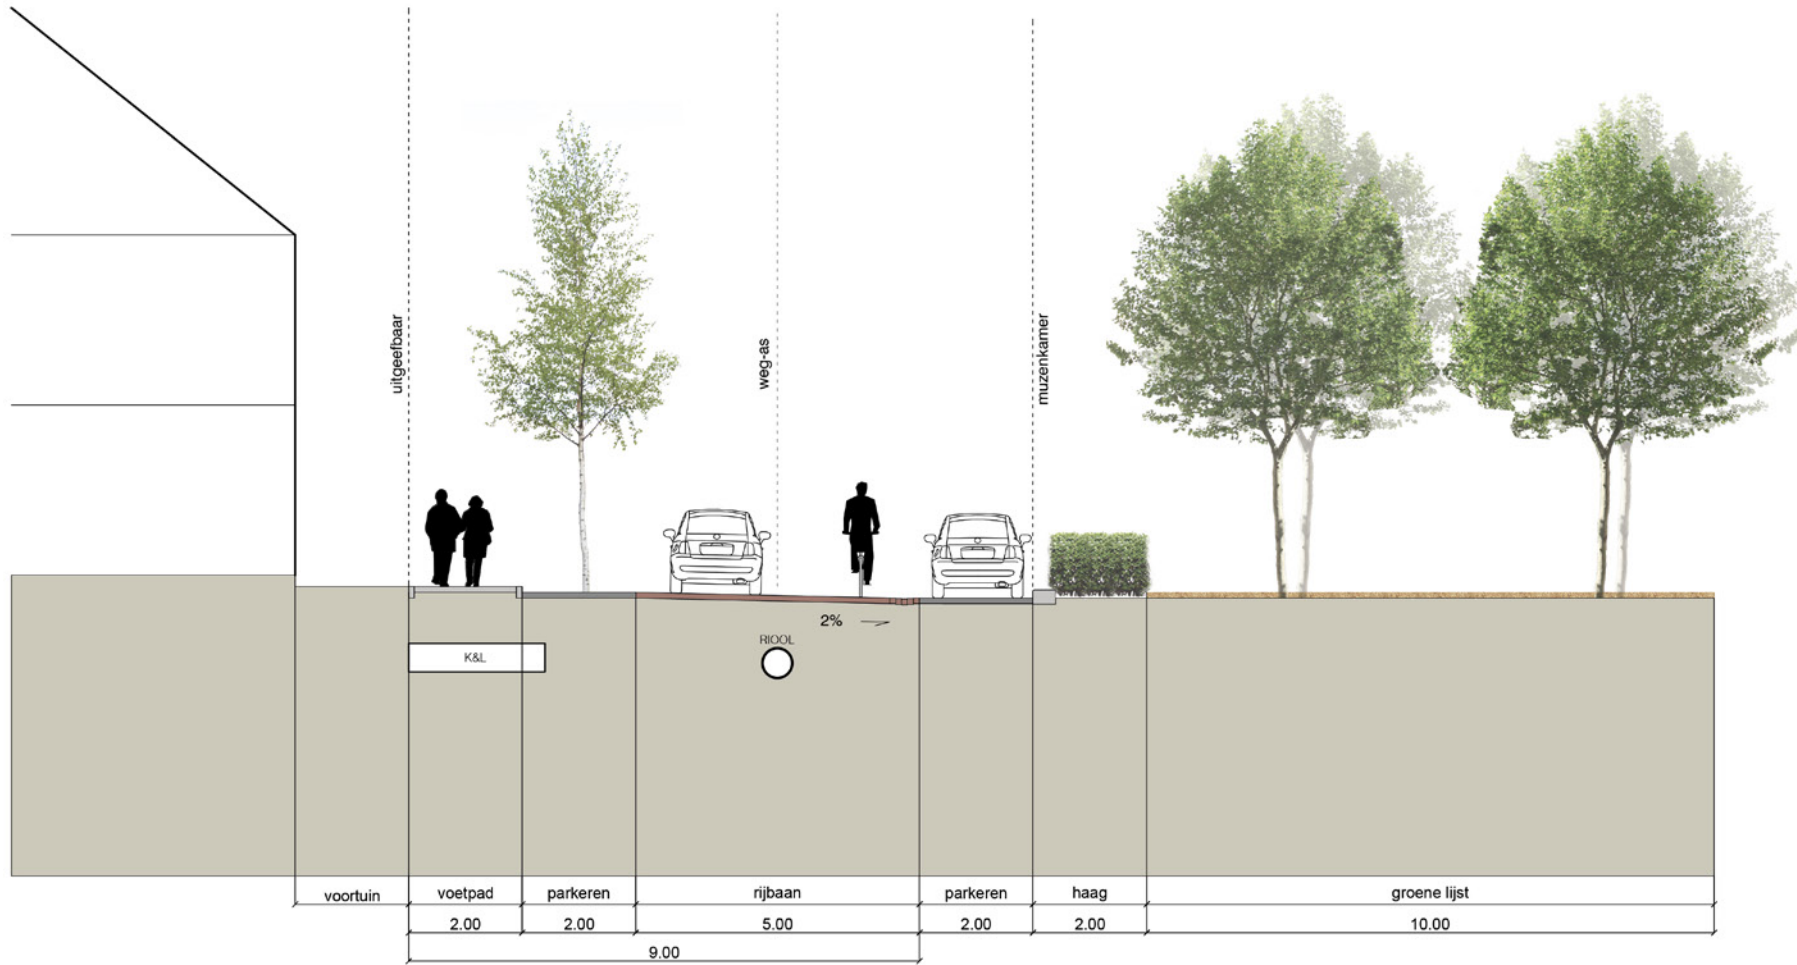 uitgeefbaar
weg-as
muzenkamer
2%
RIOOL
K&L
voortuin
voetpad
parkeren
rijbaan
parkeren
haag
groene lijst
2.00
2.00
5.00
2.00
2.00
10.00
9.00